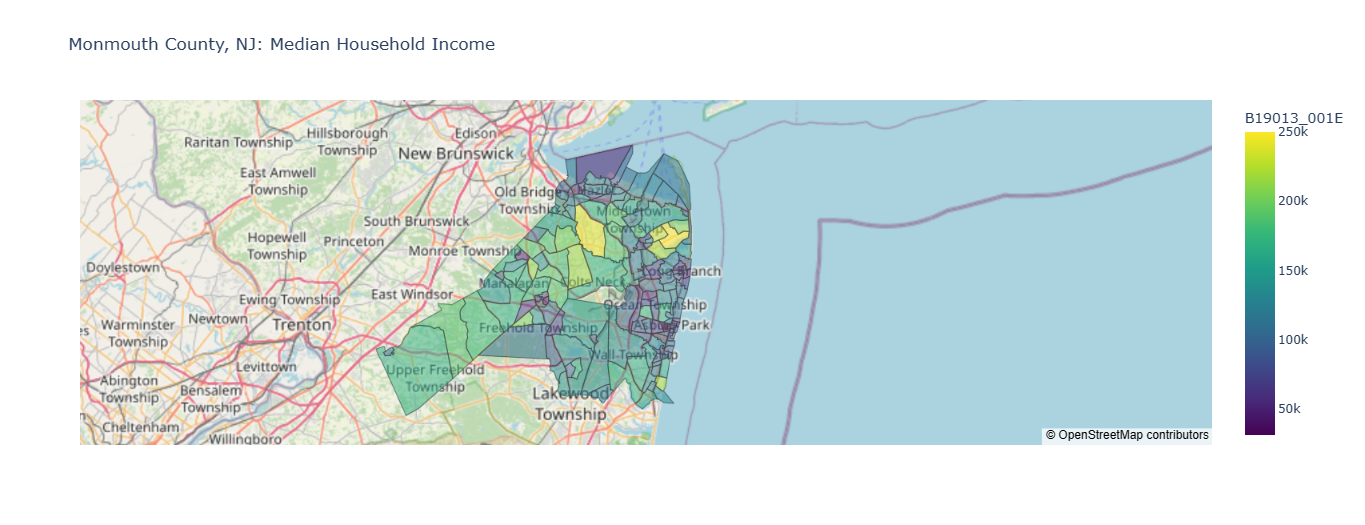 Monmouth County, NJ: Median Household Income
B19013_001E
250k
200k
150k
100k
50k
Raritan Township
Hillsborough
Township
Edison
New Brunswick
East Amwell
Township
Old Bridge
Township
Hazlet
Middletown
Township
South Brunswick
Hopewell
Township
Princeton
Monroe Township
Doylestown
Long Branch
Manalapan
Colts Neck
East Windsor
Ewing Township
Ocean Township
Newtown
Trenton
Warminster
Township
Freehold Township
Asbury Park
Wall Township
Levittown
Upper Freehold
Township
Abington
Township
Bensalem
Township
Lakewood
Township
Cheltenham
Willingboro
© OpenStreetMap contributors